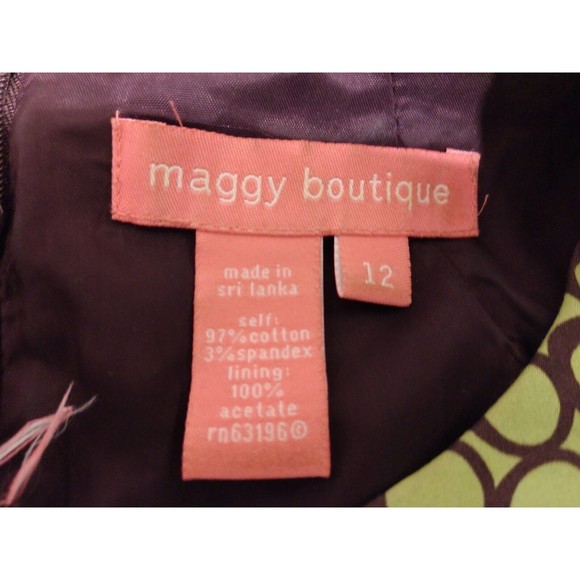 maggy boutique
12
made in
sri lanka
self:
97%cotton
3%spandex
lining:
100%
acetate
rn63196©